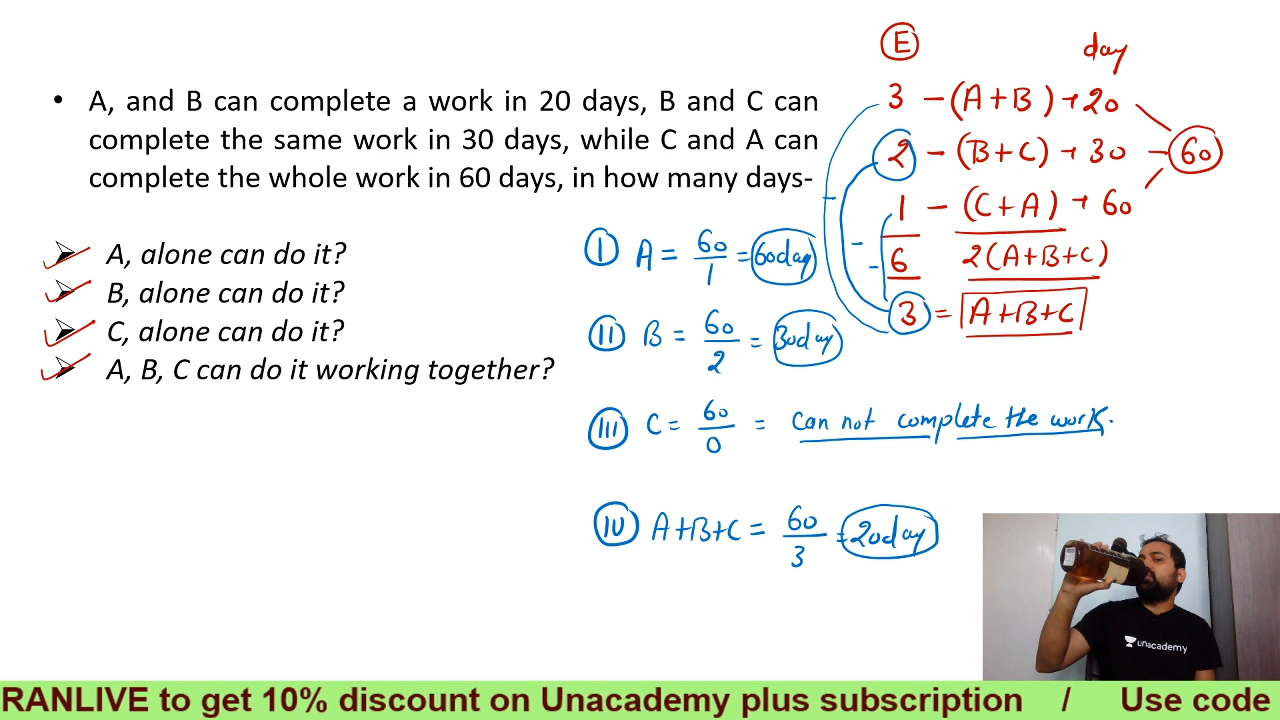 E day
• A, and B can complete a work in 20 days, B and C can
complete the same work in 30 days, while C and A can
complete the whole work in 60 days, in how many days-
3 – (A+B) → 20
2 – (B+C) → 30 – 60
1 – (C+A) → 60
6 2(A+B+C)
3 = A+B+C
➢ A, alone can do it?
➢ B, alone can do it?
➢ C, alone can do it?
➢ A, B, C can do it working together?
I A = 60/1 = 60day
II B = 60/2 = 30day
III C = 60/0 = can not complete the work.
IV A+B+C = 60/3 = 20day
unacademy
RANLIVE to get 10% discount on Unacademy plus subscription / Use code